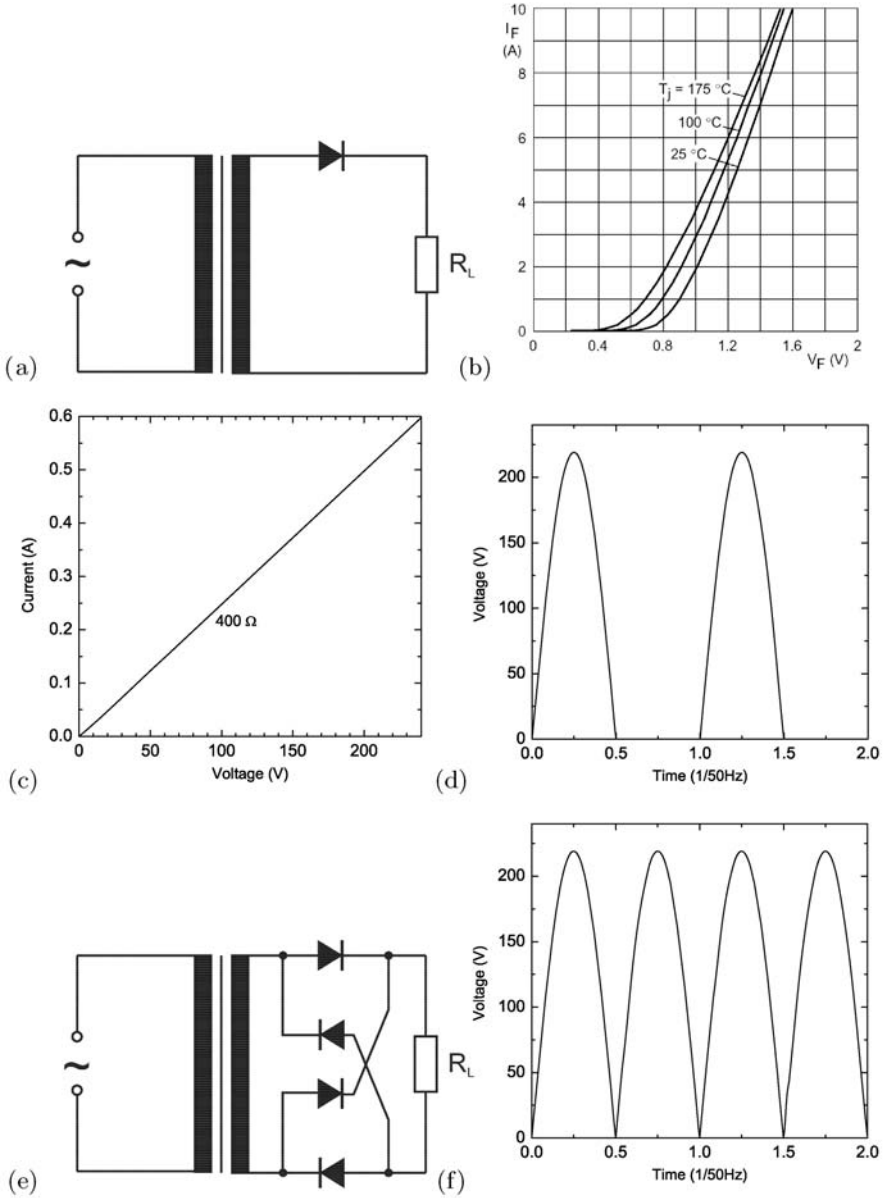 ~
R_L
(a)
10
I_F
(A)
8
6
4
2
0
T_j = 175 °C
100 °C
25 °C
0 0.4 0.8 1.2 1.6 2
V_F (V)
(b)
0.6
0.5
0.4
0.3
0.2
0.1
0.0
Current (A)
400 Ω
0 50 100 150 200
Voltage (V)
(c)
200
150
100
50
0
Voltage (V)
0.0 0.5 1.0 1.5 2.0
Time (1/50Hz)
(d)
~
R_L
(e)
200
150
100
50
0
Voltage (V)
0.0 0.5 1.0 1.5 2.0
Time (1/50Hz)
(f)